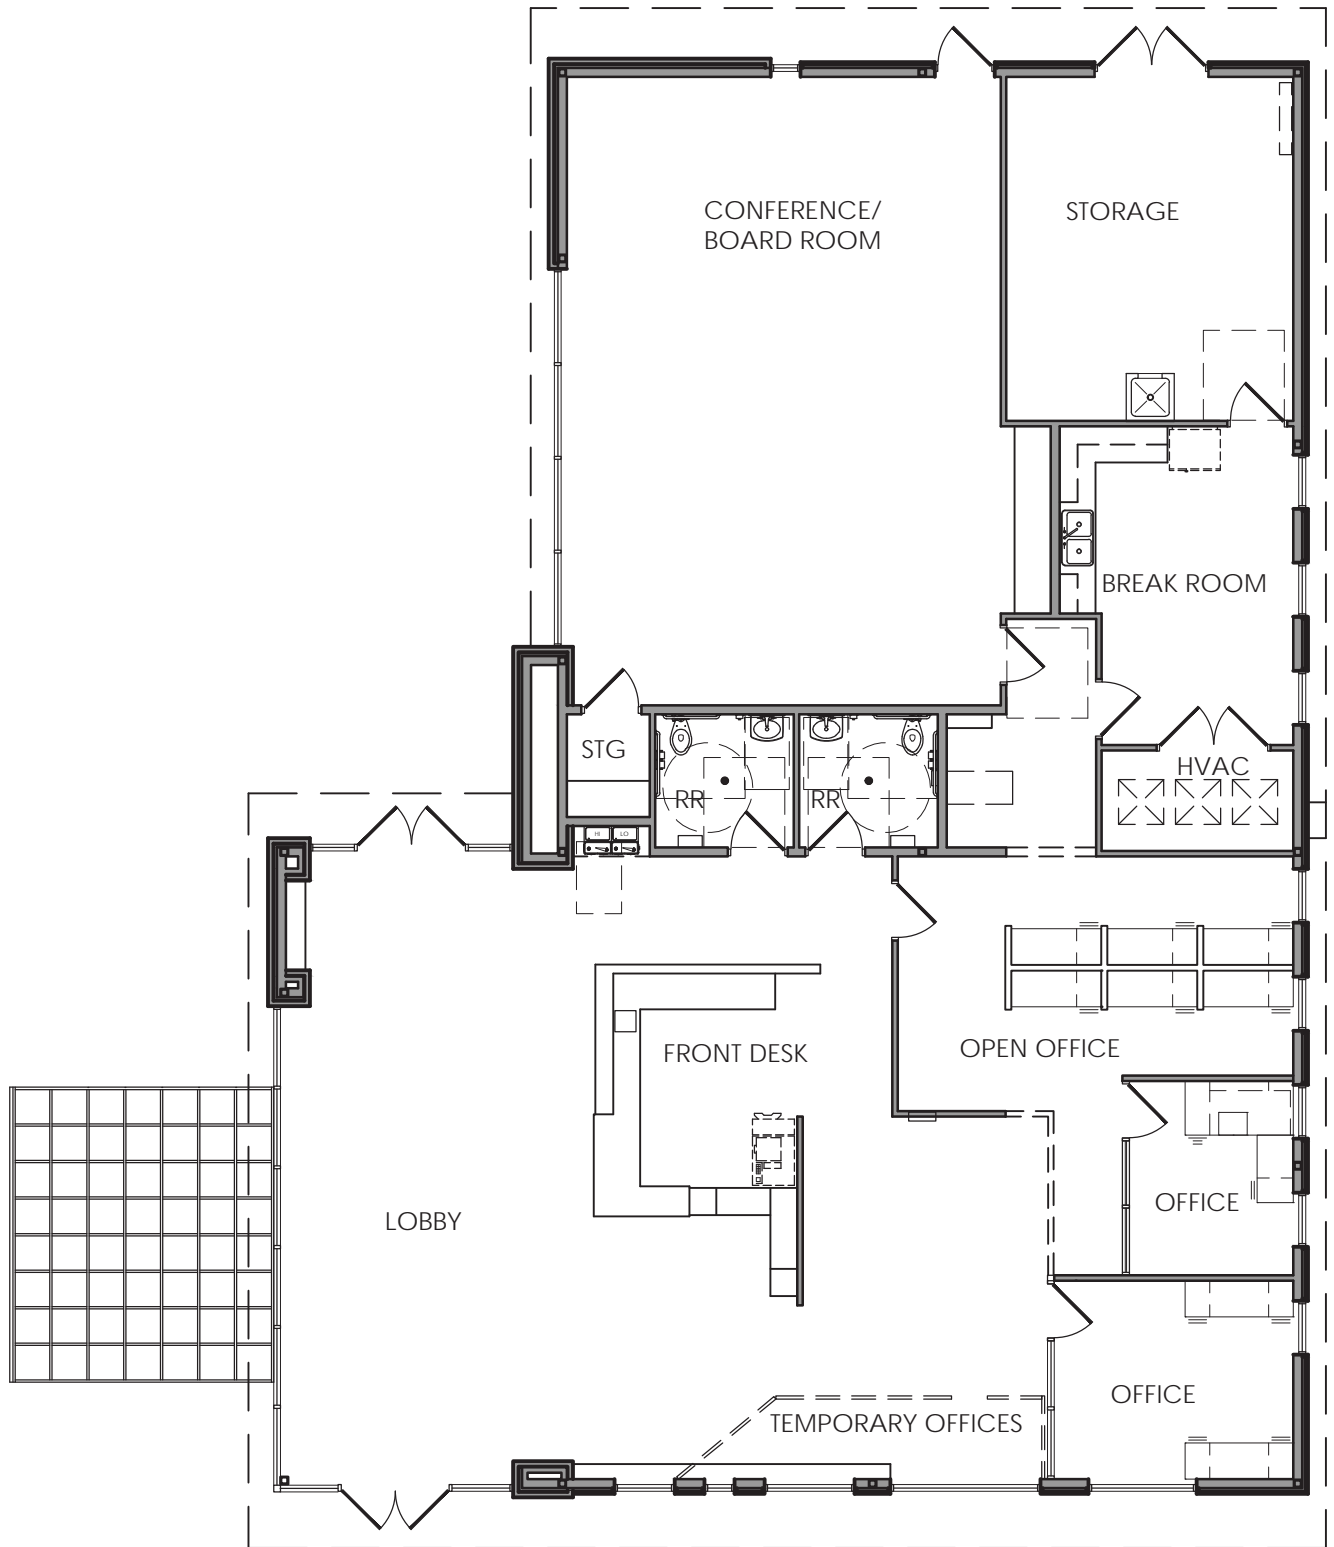 CONFERENCE/
BOARD ROOM
STORAGE
BREAK ROOM
STG
HVAC
RR
RR
HI
LO
FRONT DESK
OPEN OFFICE
OFFICE
LOBBY
OFFICE
TEMPORARY OFFICES